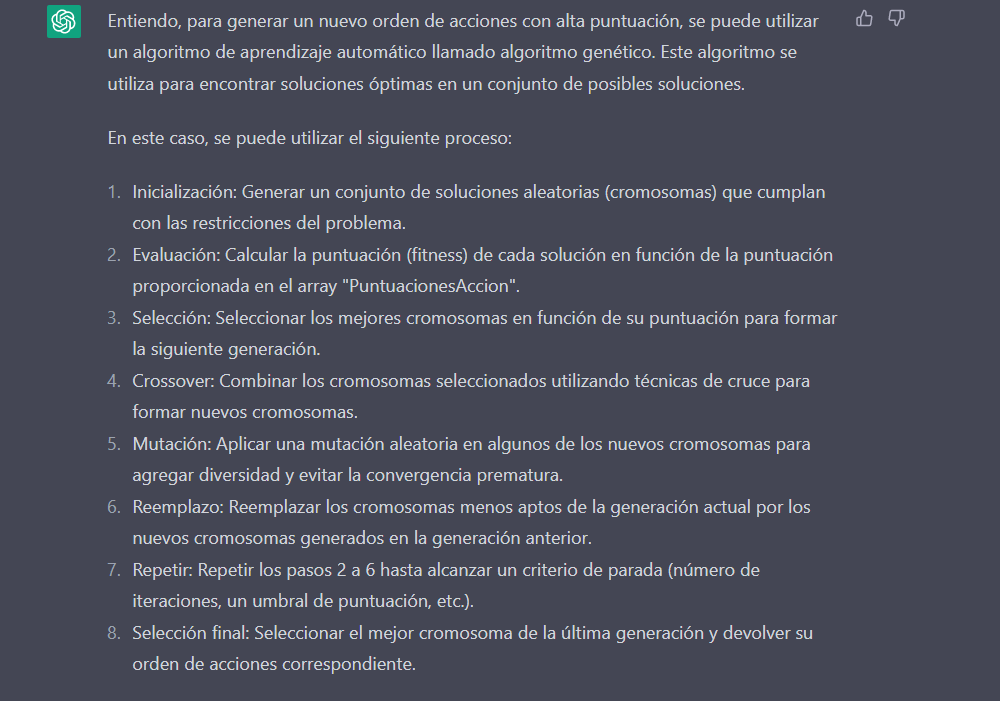 Entiendo, para generar un nuevo orden de acciones con alta puntuación, se puede utilizar
un algoritmo de aprendizaje automático llamado algoritmo genético. Este algoritmo se
utiliza para encontrar soluciones óptimas en un conjunto de posibles soluciones.
En este caso, se puede utilizar el siguiente proceso:
1. Inicialización: Generar un conjunto de soluciones aleatorias (cromosomas) que cumplan
con las restricciones del problema.
2. Evaluación: Calcular la puntuación (fitness) de cada solución en función de la puntuación
proporcionada en el array "PuntuacionesAccion".
3. Selección: Seleccionar los mejores cromosomas en función de su puntuación para formar
la siguiente generación.
4. Crossover: Combinar los cromosomas seleccionados utilizando técnicas de cruce para
formar nuevos cromosomas.
5. Mutación: Aplicar una mutación aleatoria en algunos de los nuevos cromosomas para
agregar diversidad y evitar la convergencia prematura.
6. Reemplazo: Reemplazar los cromosomas menos aptos de la generación actual por los
nuevos cromosomas generados en la generación anterior.
7. Repetir: Repetir los pasos 2 a 6 hasta alcanzar un criterio de parada (número de
iteraciones, un umbral de puntuación, etc.).
8. Selección final: Seleccionar el mejor cromosoma de la última generación y devolver su
orden de acciones correspondiente.